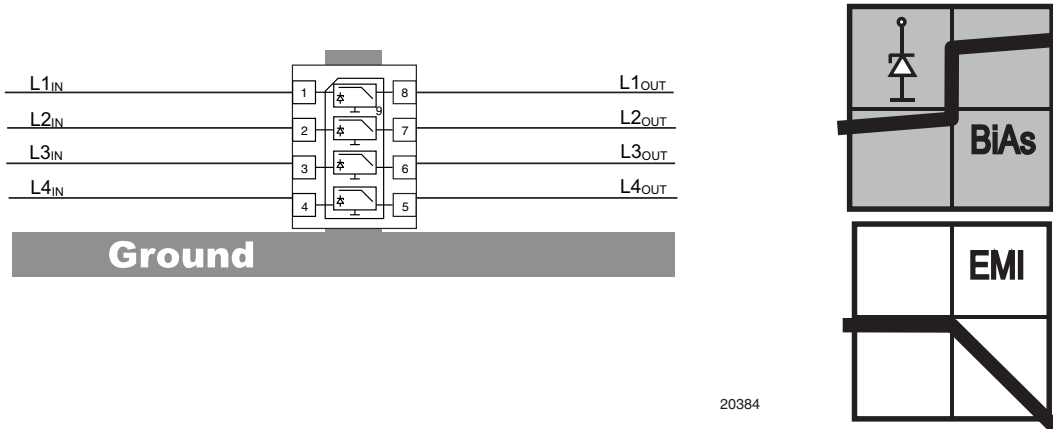 L1IN 1 8 L1OUT
9
L2IN 2 7 L2OUT
L3IN 3 6 L3OUT
L4IN 4 5 L4OUT
Ground
20384
BiAs
EMI